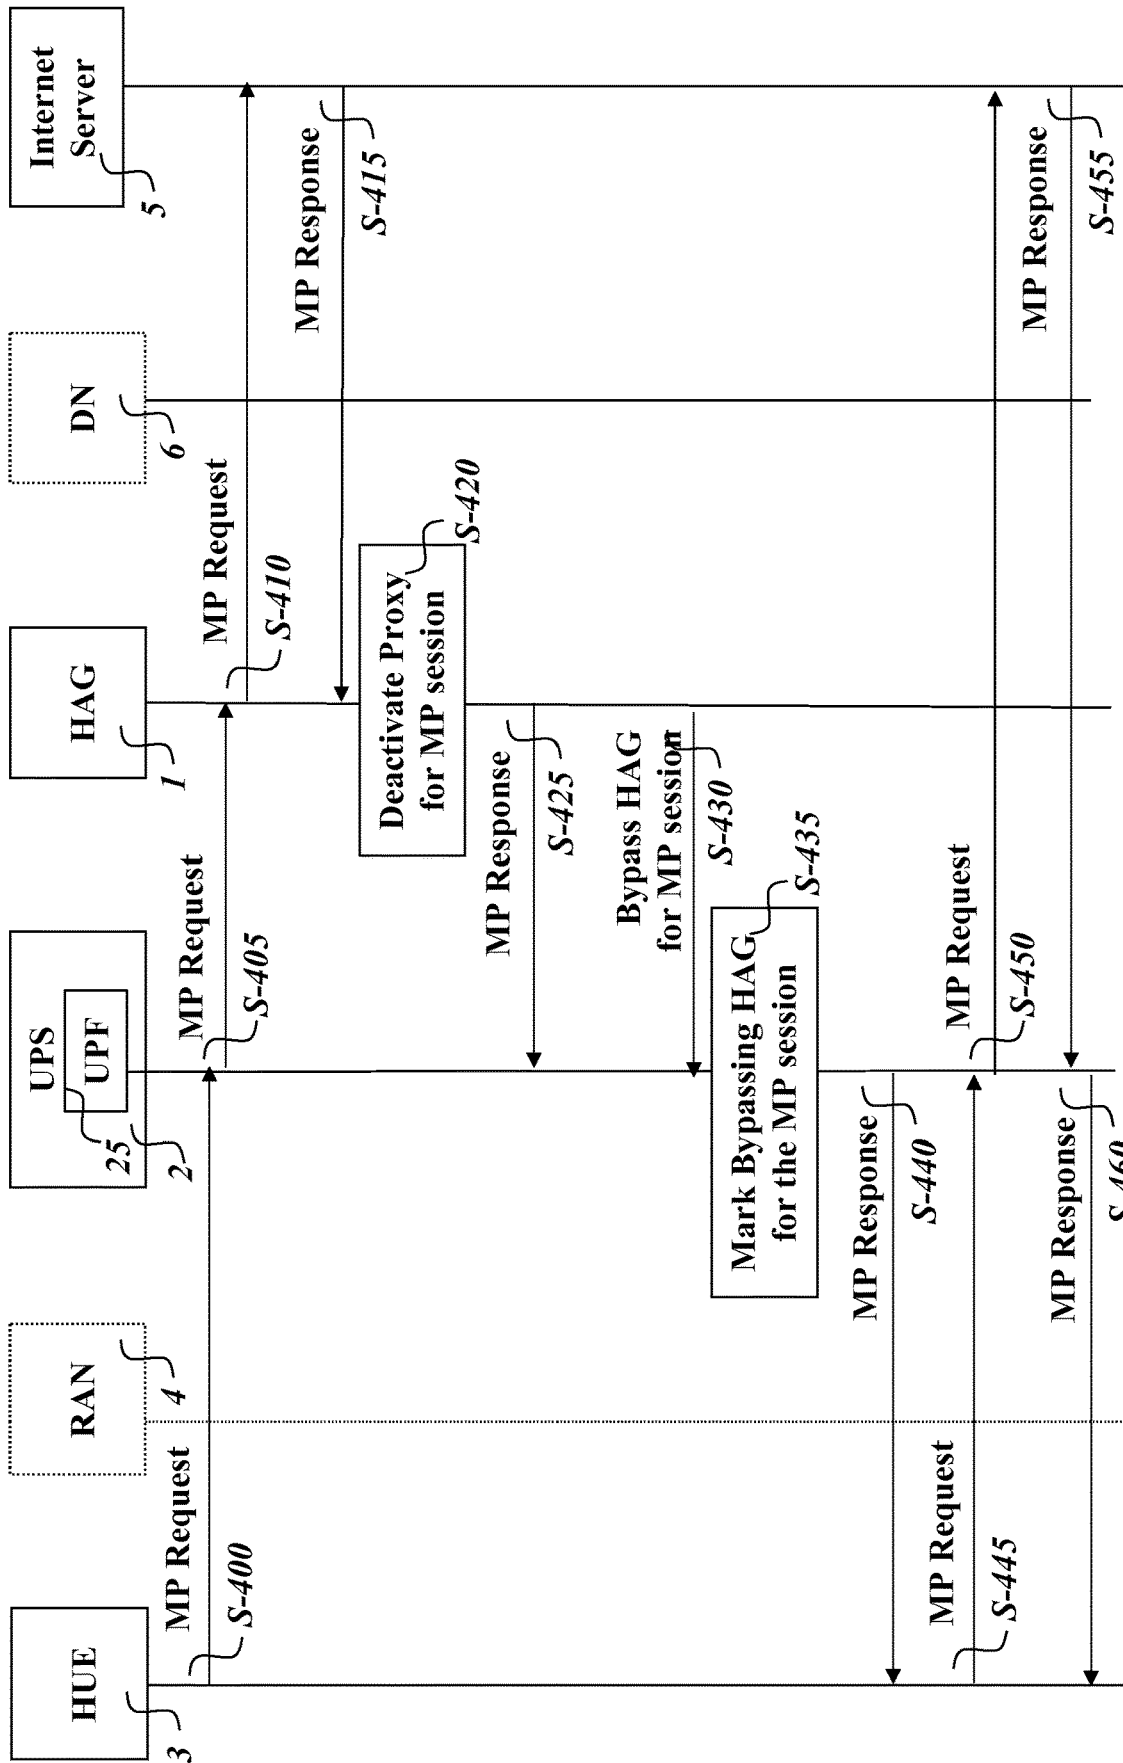 HUE
3
RAN
4
UPS
UPF
25
2
HAG
1
DN
6
Internet
Server
5
MP Request
S-400
MP Request
S-405
MP Request
S-410
MP Response
S-415
Deactivate Proxy
for MP session
S-420
MP Response
S-425
Bypass HAG
for MP session
S-430
Mark Bypassing HAG
for the MP session
S-435
MP Response
S-440
MP Request
S-445
MP Request
S-450
MP Response
S-455
MP Response
S-460